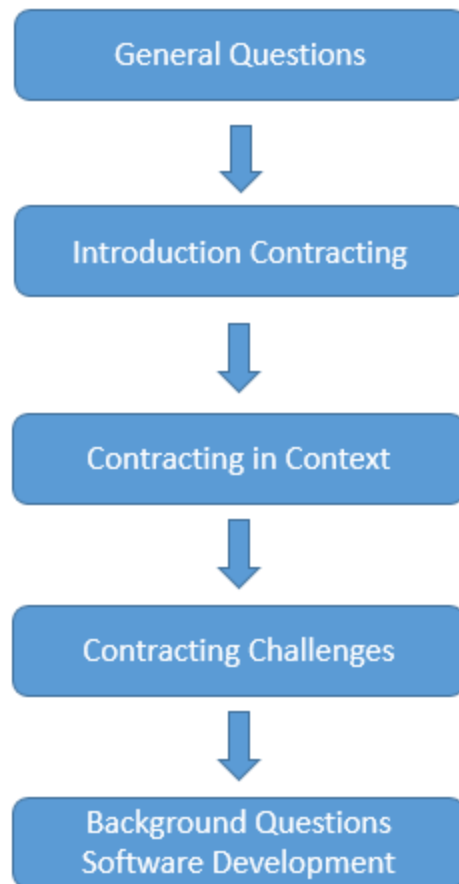 General Questions
Introduction Contracting
Contracting in Context
Contracting Challenges
Background Questions
Software Development